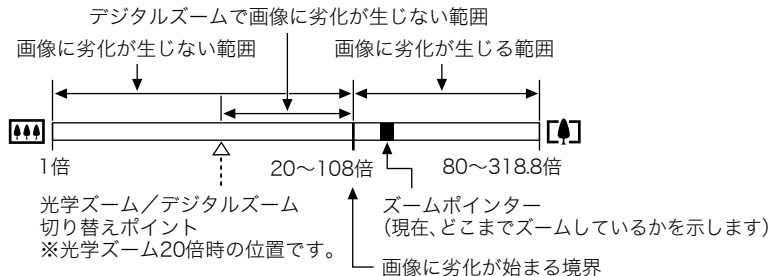 デジタルズームで画像に劣化が生じない範囲
画像に劣化が生じない範囲
画像に劣化が生じる範囲
1倍
20～108倍
80～318.8倍
光学ズーム／デジタルズーム
切り替えポイント
※光学ズーム20倍時の位置です。
ズームポインター
（現在、どこまでズームしているかを示します）
画像に劣化が始まる境界